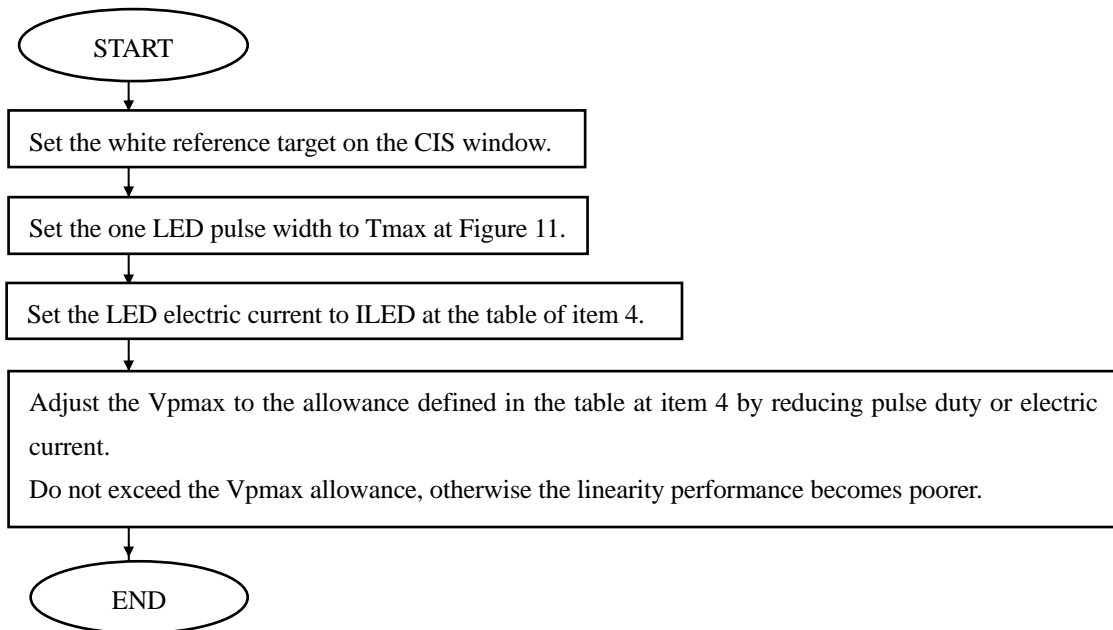 START
Set the white reference target on the CIS window.
Set the one LED pulse width to Tmax at Figure 11.
Set the LED electric current to ILED at the table of item 4.
Adjust the Vpmax to the allowance defined in the table at item 4 by reducing pulse duty or electric
current.
Do not exceed the Vpmax allowance, otherwise the linearity performance becomes poorer.
END